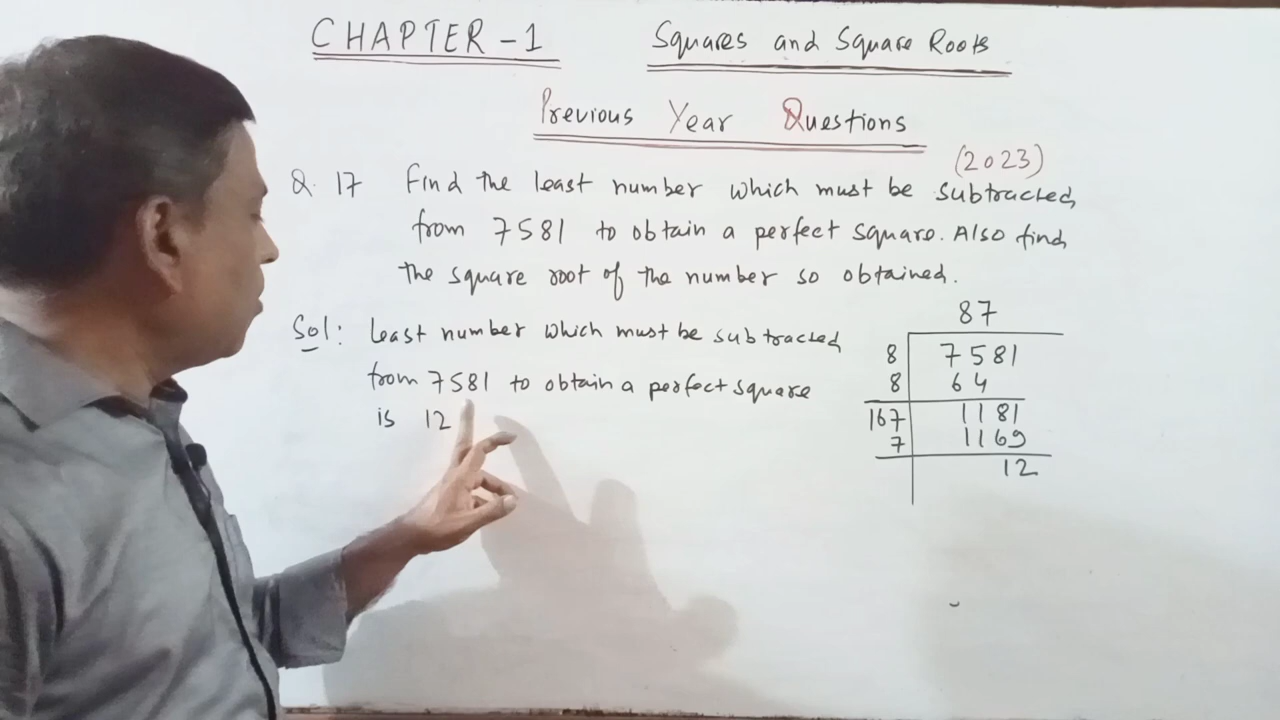 CHAPTER-1 Squares and Square Roots
Previous Year Questions
(2023)
Q. 17 Find the least number which must be subtracted
from 7581 to obtain a perfect square. Also find
the square root of the number so obtained.
Sol: Least number which must be subtracted
from 7581 to obtain a perfect square
is 12
87
8 7581
8 64
167 1181
7 1169
12